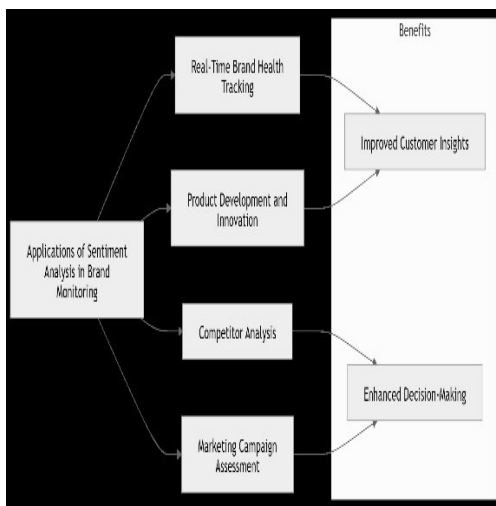 Benefits
Real-Time Brand Health
Tracking
Improved Customer Insights
Product Development and
Innovation
Applications of Sentiment
Analysis in Brand
Monitoring
Competitor Analysis
Enhanced Decision-Making
Marketing Campaign
Assessment